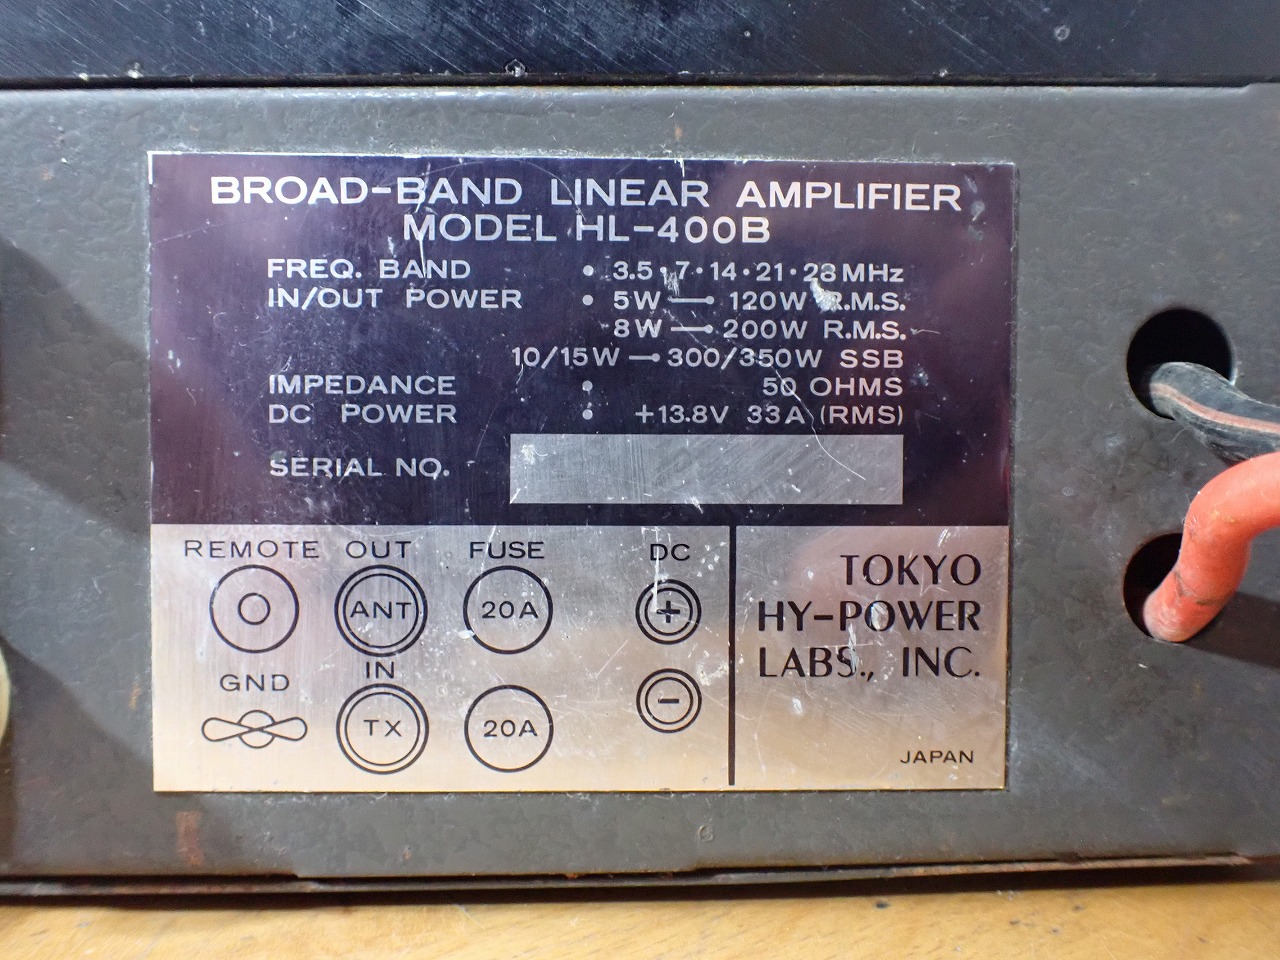 BROAD-BAND LINEAR AMPLIFIER
MODEL HL-400B
FREQ. BAND • 3.5・7・14・21・28MHz
IN/OUT POWER • 5W —• 120W R.M.S.
8W —• 200W R.M.S.
10/15W —• 300/350W SSB
IMPEDANCE • 50 OHMS
DC POWER • +13.8V 33A (RMS)
SERIAL NO.
REMOTE OUT FUSE DC
ANT 20A +
GND IN
TX 20A -
TOKYO
HY-POWER
LABS., INC.
JAPAN